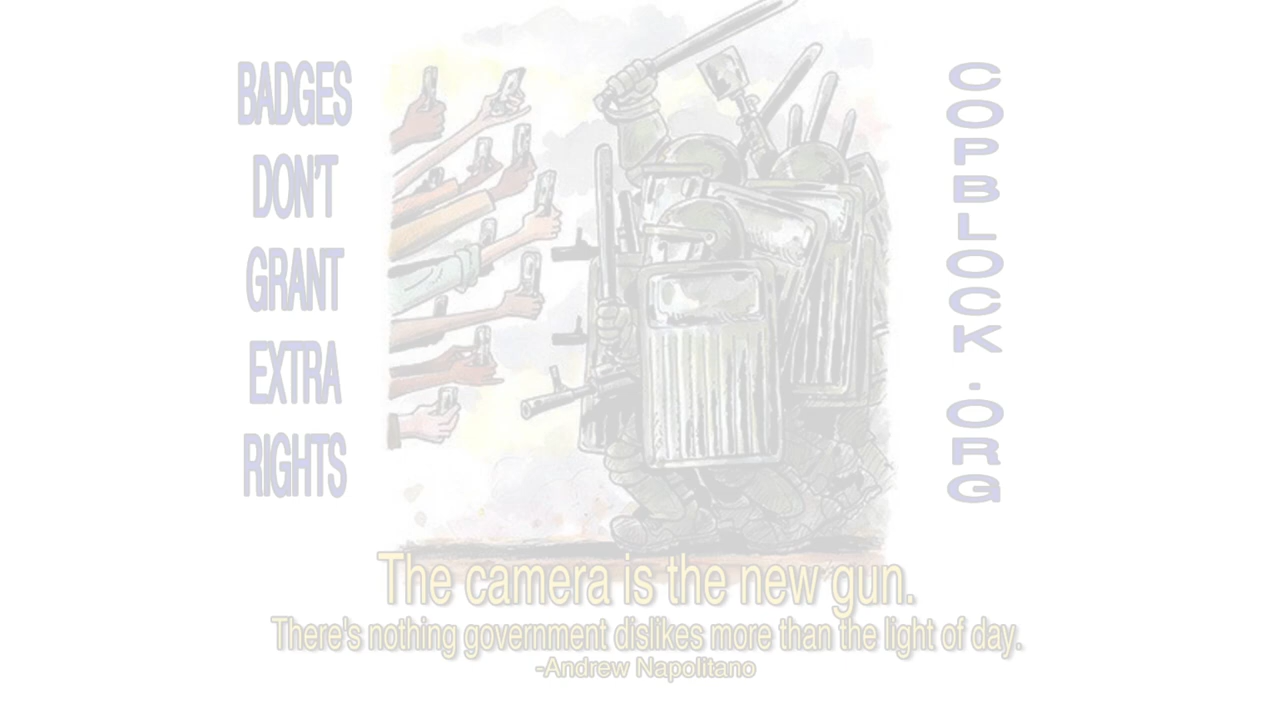 BADGES
DON'T
GRANT
EXTRA
RIGHTS
COPBLOCK.ORG
The camera is the new gun.
There's nothing government dislikes more than the light of day.
-Andrew Napolitano